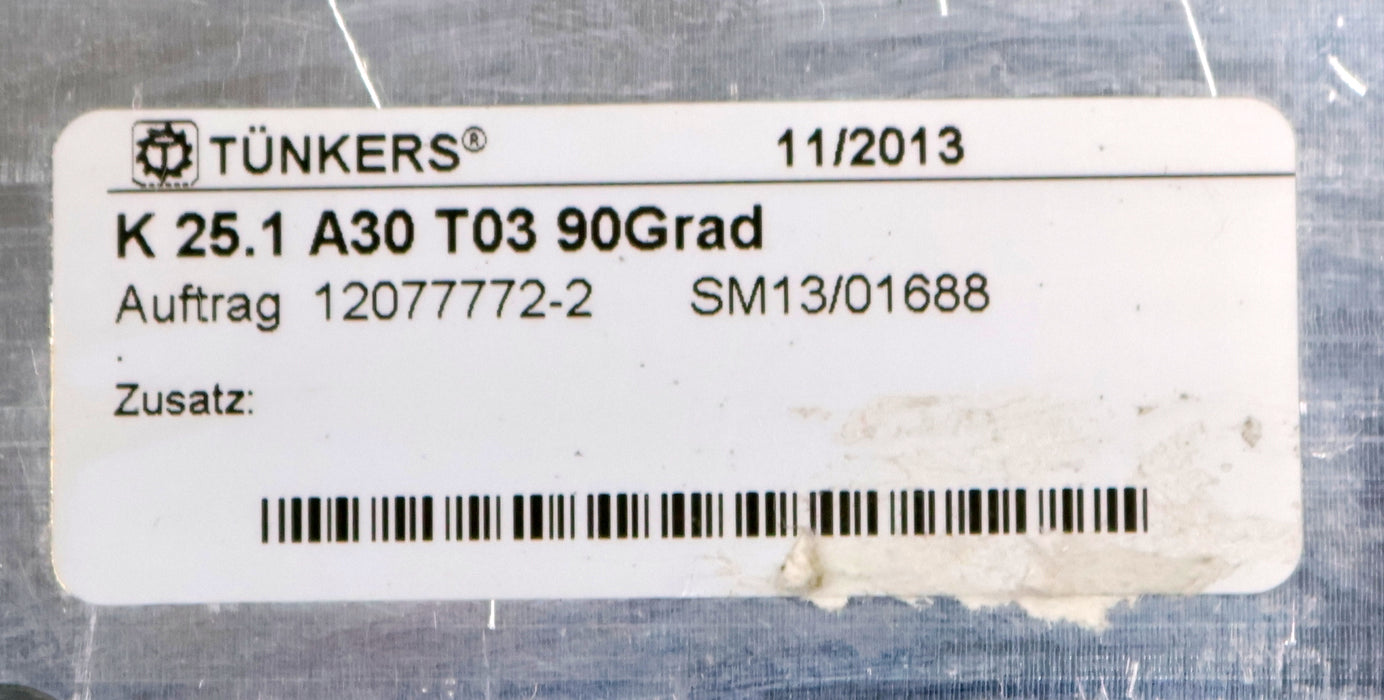 TÜNKERS® 11/2013
K 25.1 A30 T03 90Grad
Auftrag 12077772-2 SM13/01688
.
Zusatz: